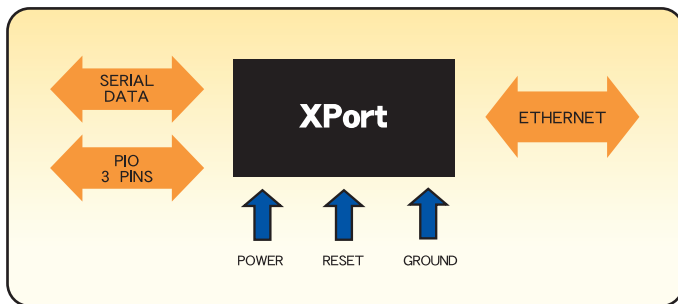 SERIAL
DATA
XPort
ETHERNET
PIO
3 PINS
POWER
RESET
GROUND